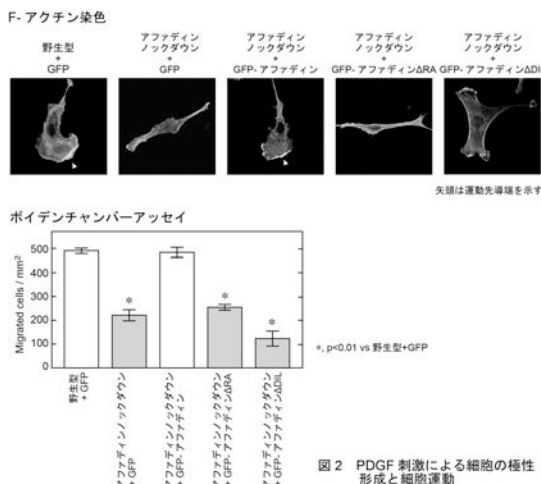 F- アクチン染色
野生型
+
GFP
アファディン
ノックダウン
+
GFP
アファディン
ノックダウン
+
GFP- アファディン
アファディン
ノックダウン
+
GFP- アファディンΔRA
アファディン
ノックダウン
+
GFP- アファディンΔDIL
矢頭は運動先導端を示す
ボイデンチャンバーアッセイ
Migrated cells / mm²
500
400
300
200
100
0
*
*
*
*, p<0.01 vs 野生型+GFP
野生型
+ GFP
アファディンノックダウン
+ GFP
アファディンノックダウン
+ GFP- アファディン
アファディンノックダウン
+ GFP- アファディンΔRA
アファディンノックダウン
+ GFP- アファディンΔDIL
図 2 PDGF 刺激による細胞の極性
形成と細胞運動